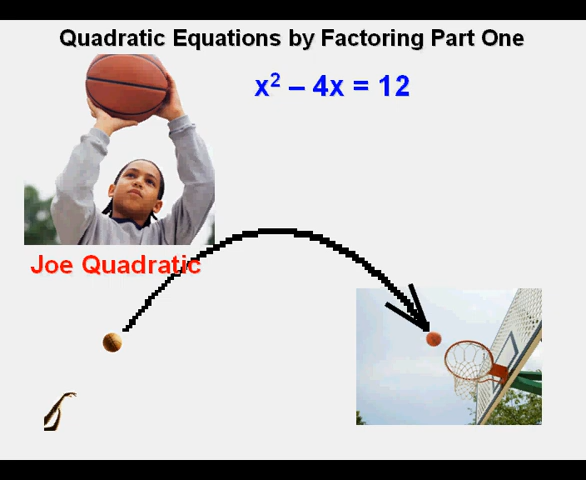 Quadratic Equations by Factoring Part One
x² – 4x = 12
Joe Quadratic